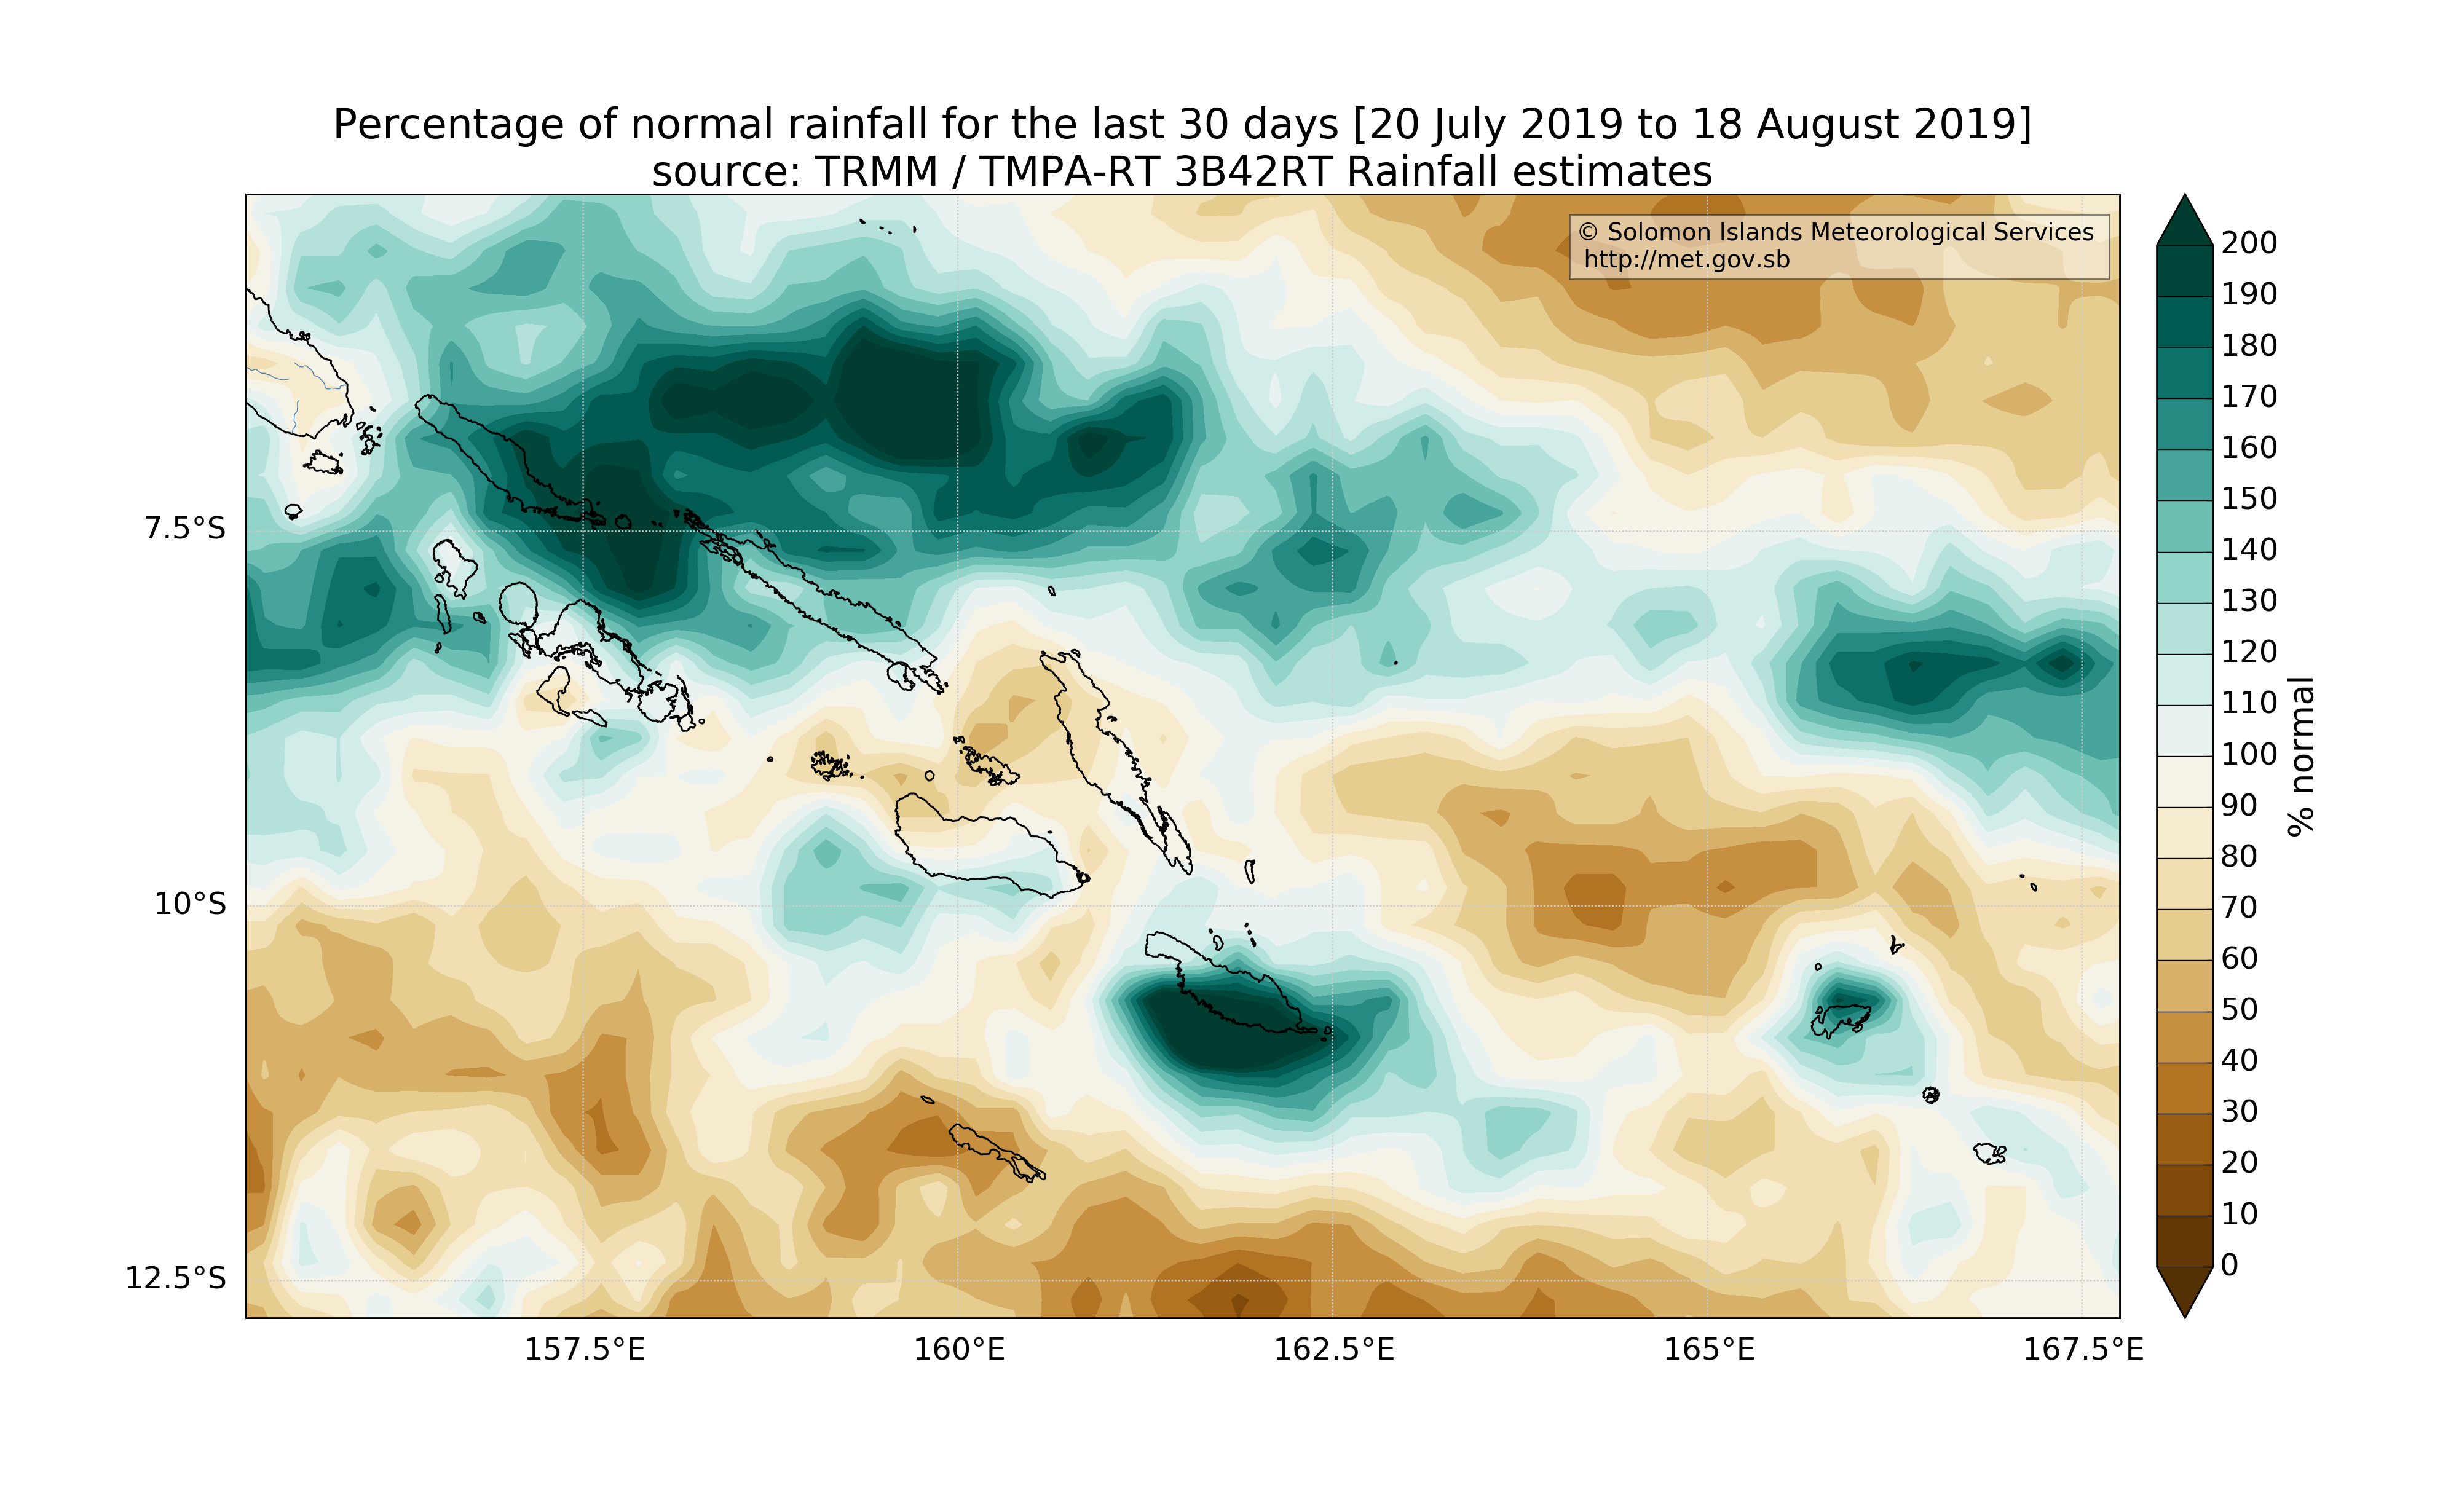 Percentage of normal rainfall for the last 30 days [20 July 2019 to 18 August 2019]
source: TRMM / TMPA-RT 3B42RT Rainfall estimates
© Solomon Islands Meteorological Services
http://met.gov.sb
7.5°S
10°S
12.5°S
157.5°E
160°E
162.5°E
165°E
167.5°E
200
190
180
170
160
150
140
130
120
110
100
90
80
70
60
50
40
30
20
10
0
% normal